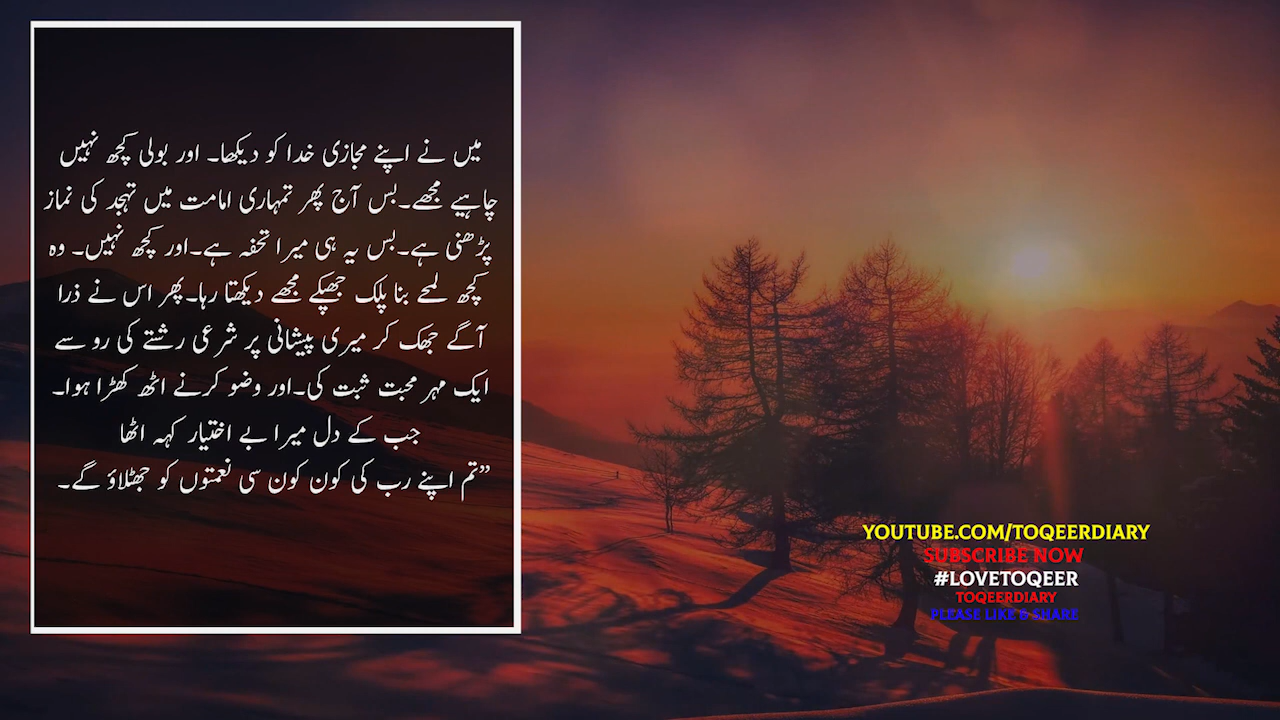 میں نے اپنے مجازی خدا کو دیکھا۔ اور بولی کچھ نہیں
چاہیے مجھے۔بس آج پھر تمہاری امامت میں تہجد کی نماز
پڑھنی ہے۔بس یہ ہی میرا تحفہ ہے۔اور کچھ نہیں۔ وہ
کچھ لمحے بنا پلک جھپکے مجھے دیکھتا رہا۔پھر اس نے ذرا
آگے جھک کر میری پیشانی پر شرعی رشتے کی رو سے
ایک مہر محبت ثبت کی۔اور وضو کرنے اٹھ کھڑا ہوا۔
جب کے دل میرا بے اختیار کہہ اٹھا
”تم اپنے رب کی کون کون سی نعمتوں کو جھٹلاؤ گے۔
YOUTUBE.COM/TOQEERDIARY
SUBSCRIBE NOW
#LOVETOQEER
TOQEERDIARY
PLEASE LIKE & SHARE